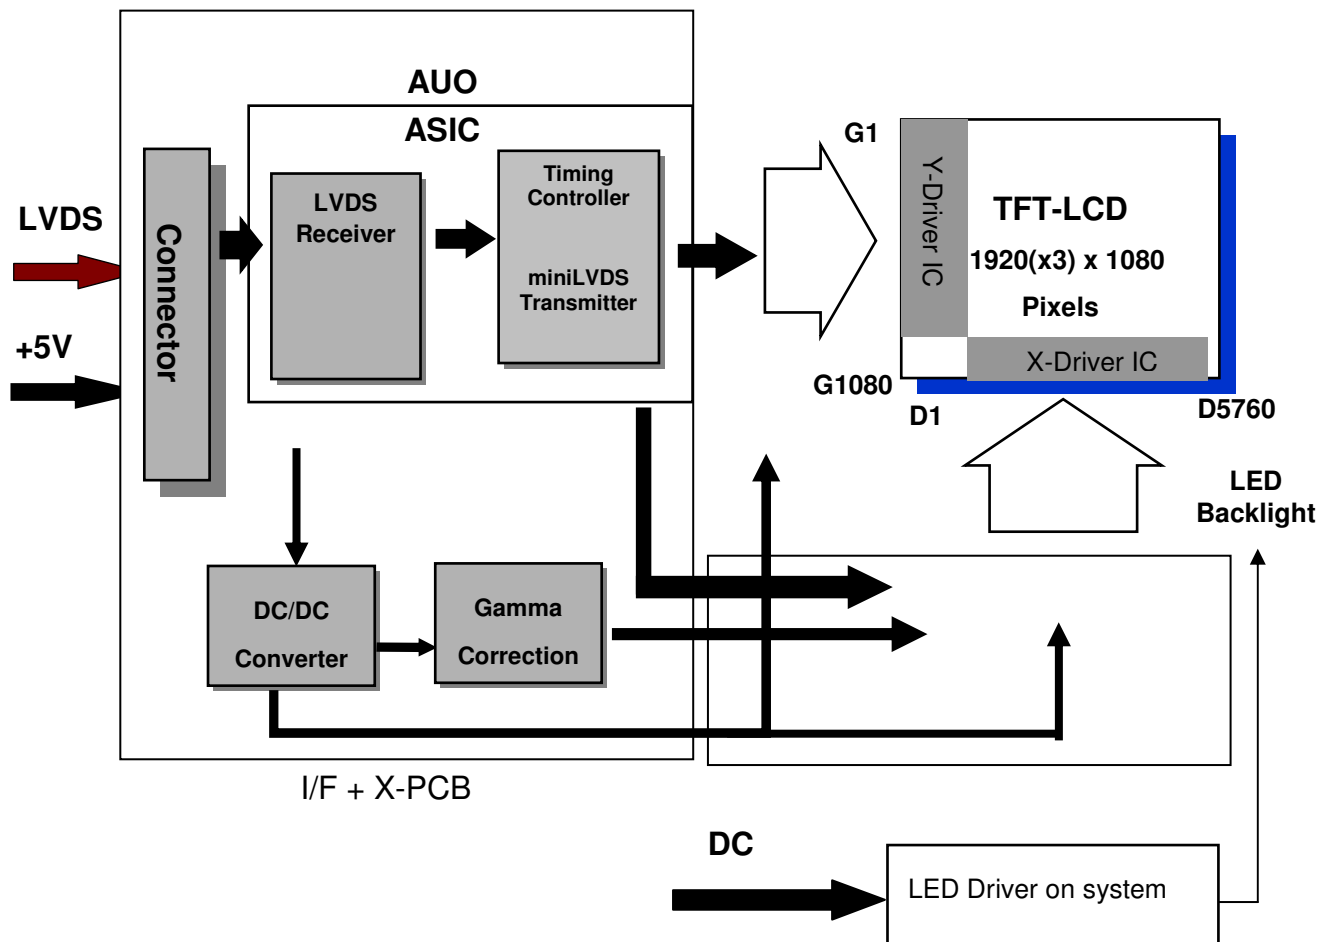 AUO
ASIC
LVDS
+5V
Connector
LVDS
Receiver
Timing
Controller
miniLVDS
Transmitter
G1
G1080
Y-Driver IC
TFT-LCD
1920(x3) x 1080
Pixels
X-Driver IC
D1
D5760
LED
Backlight
DC/DC
Converter
Gamma
Correction
I/F + X-PCB
DC
LED Driver on system